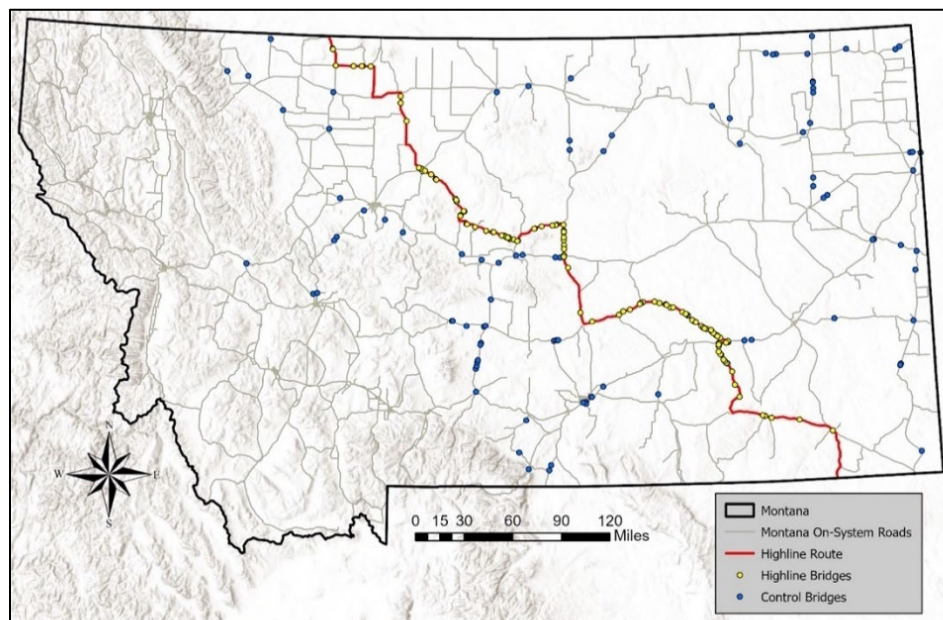 N
W E
S
0 15 30 60 90 120
Miles
Montana
Montana On-System Roads
Highline Route
Highline Bridges
Control Bridges